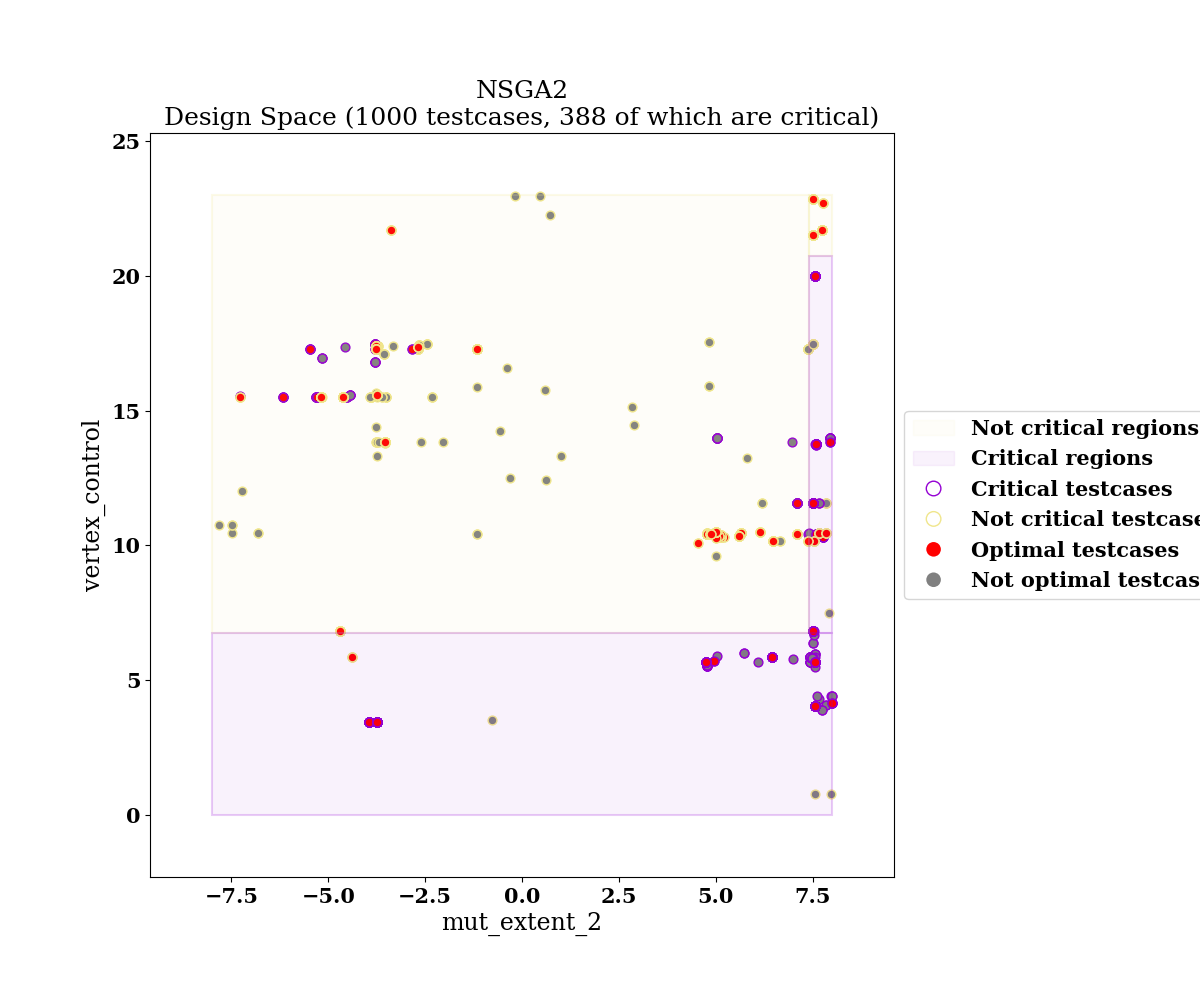 NSGA2
Design Space (1000 testcases, 388 of which are critical)
25
20
15
10
5
0
vertex_control
−7.5 −5.0 −2.5 0.0 2.5 5.0 7.5
mut_extent_2
Not critical regions
Critical regions
Critical testcases
Not critical testcase
Optimal testcases
Not optimal testcas